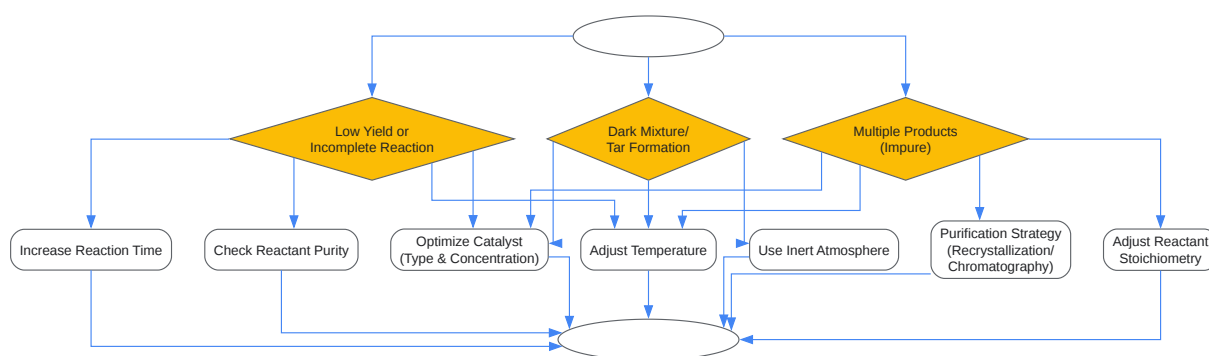 Low Yield or
Incomplete Reaction
Dark Mixture/
Tar Formation
Multiple Products
(Impure)
Increase Reaction Time
Check Reactant Purity
Optimize Catalyst
(Type & Concentration)
Adjust Temperature
Use Inert Atmosphere
Purification Strategy
(Recrystallization/
Chromatography)
Adjust Reactant
Stoichiometry